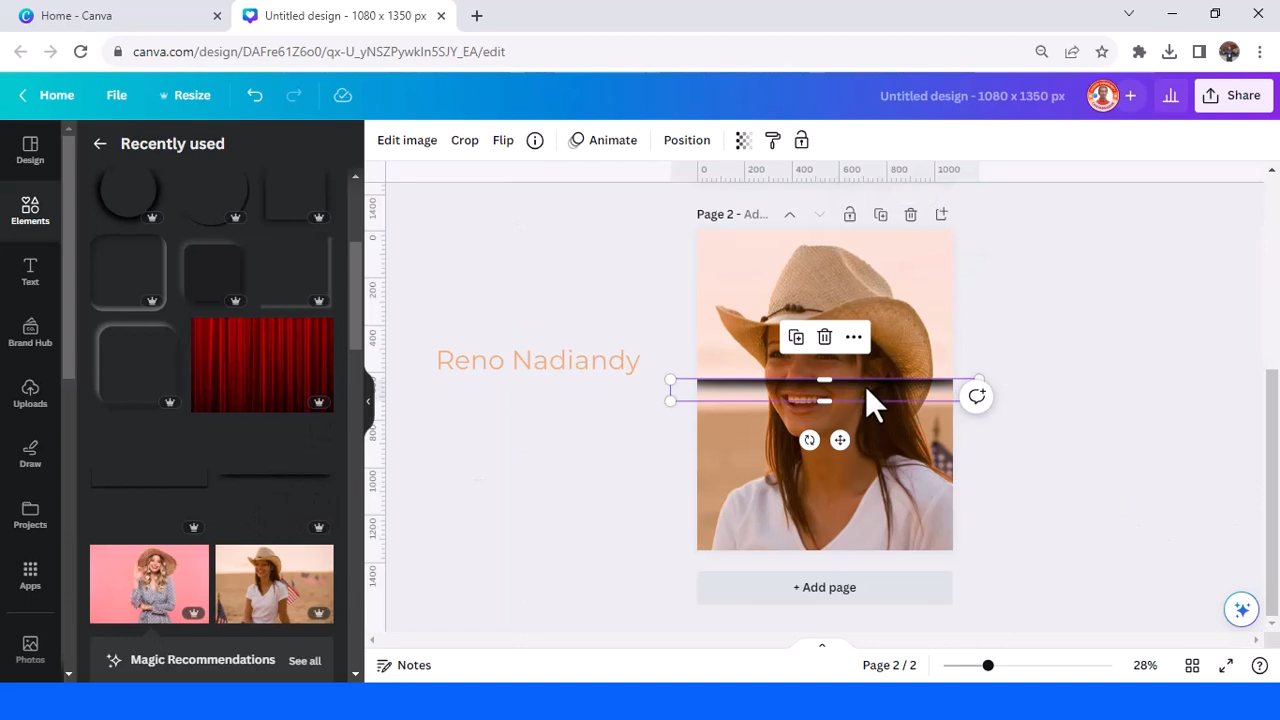 Home - Canva
Untitled design - 1080 x 1350 px
canva.com/design/DAFre61Z6o0/qx-U_yNSZPywkIn5SJY_EA/edit
Home
File
Resize
Untitled design - 1080 x 1350 px
Share
Design
Elements
Text
Brand Hub
Uploads
Draw
Projects
Apps
Photos
Recently used
Magic Recommendations
See all
Edit image
Crop
Flip
Animate
Position
0 200 400 600 800 1000
1400
0
200
400
600
800
1000
1200
1400
Page 2 - Ad...
Reno Nadiandy
+ Add page
Notes
Page 2 / 2
28%